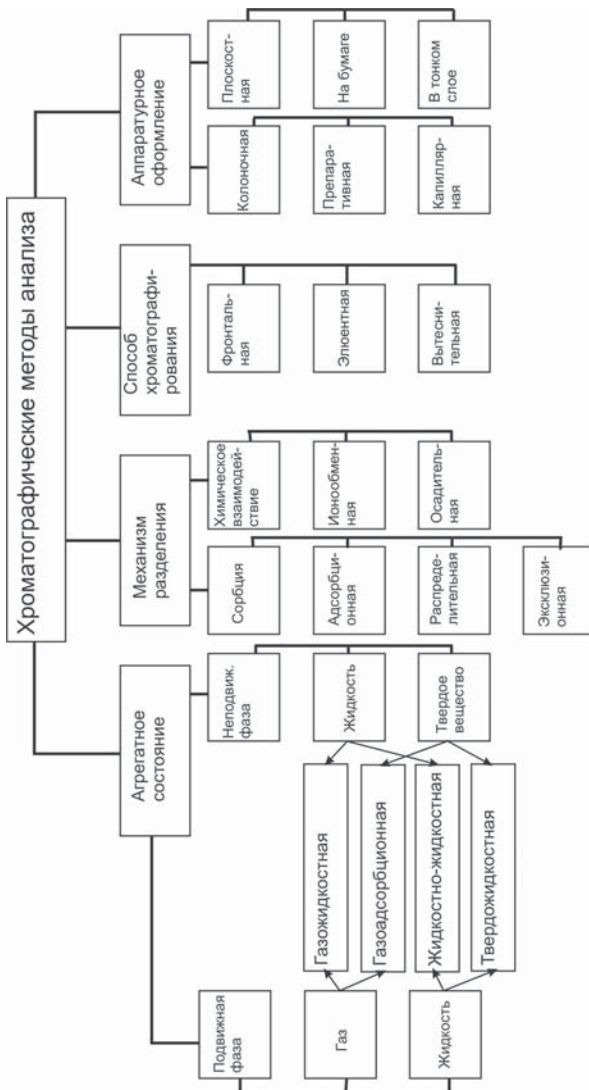 Хроматографические методы анализа
Агрегатное
состояние
Механизм
разделения
Способ
хроматографи-
рования
Аппаратурное
оформление
Подвижная
фаза
Газ
Жидкость
Неподвиж.
фаза
Жидкость
Твердое
вещество
Газожидкостная
Газоадсорбционная
Жидкостно-жидкостная
Твердожидкостная
Сорбция
Адсорбци-
онная
Распреде-
лительная
Эксклюзи-
онная
Химическое
взаимодей-
ствие
Ионообмен-
ная
Осадитель-
ная
Фронталь-
ная
Элюентная
Вытесни-
тельная
Колоночная
Препара-
тивная
Капилляр-
ная
Плоскост-
ная
На бумаге
В тонком
слое